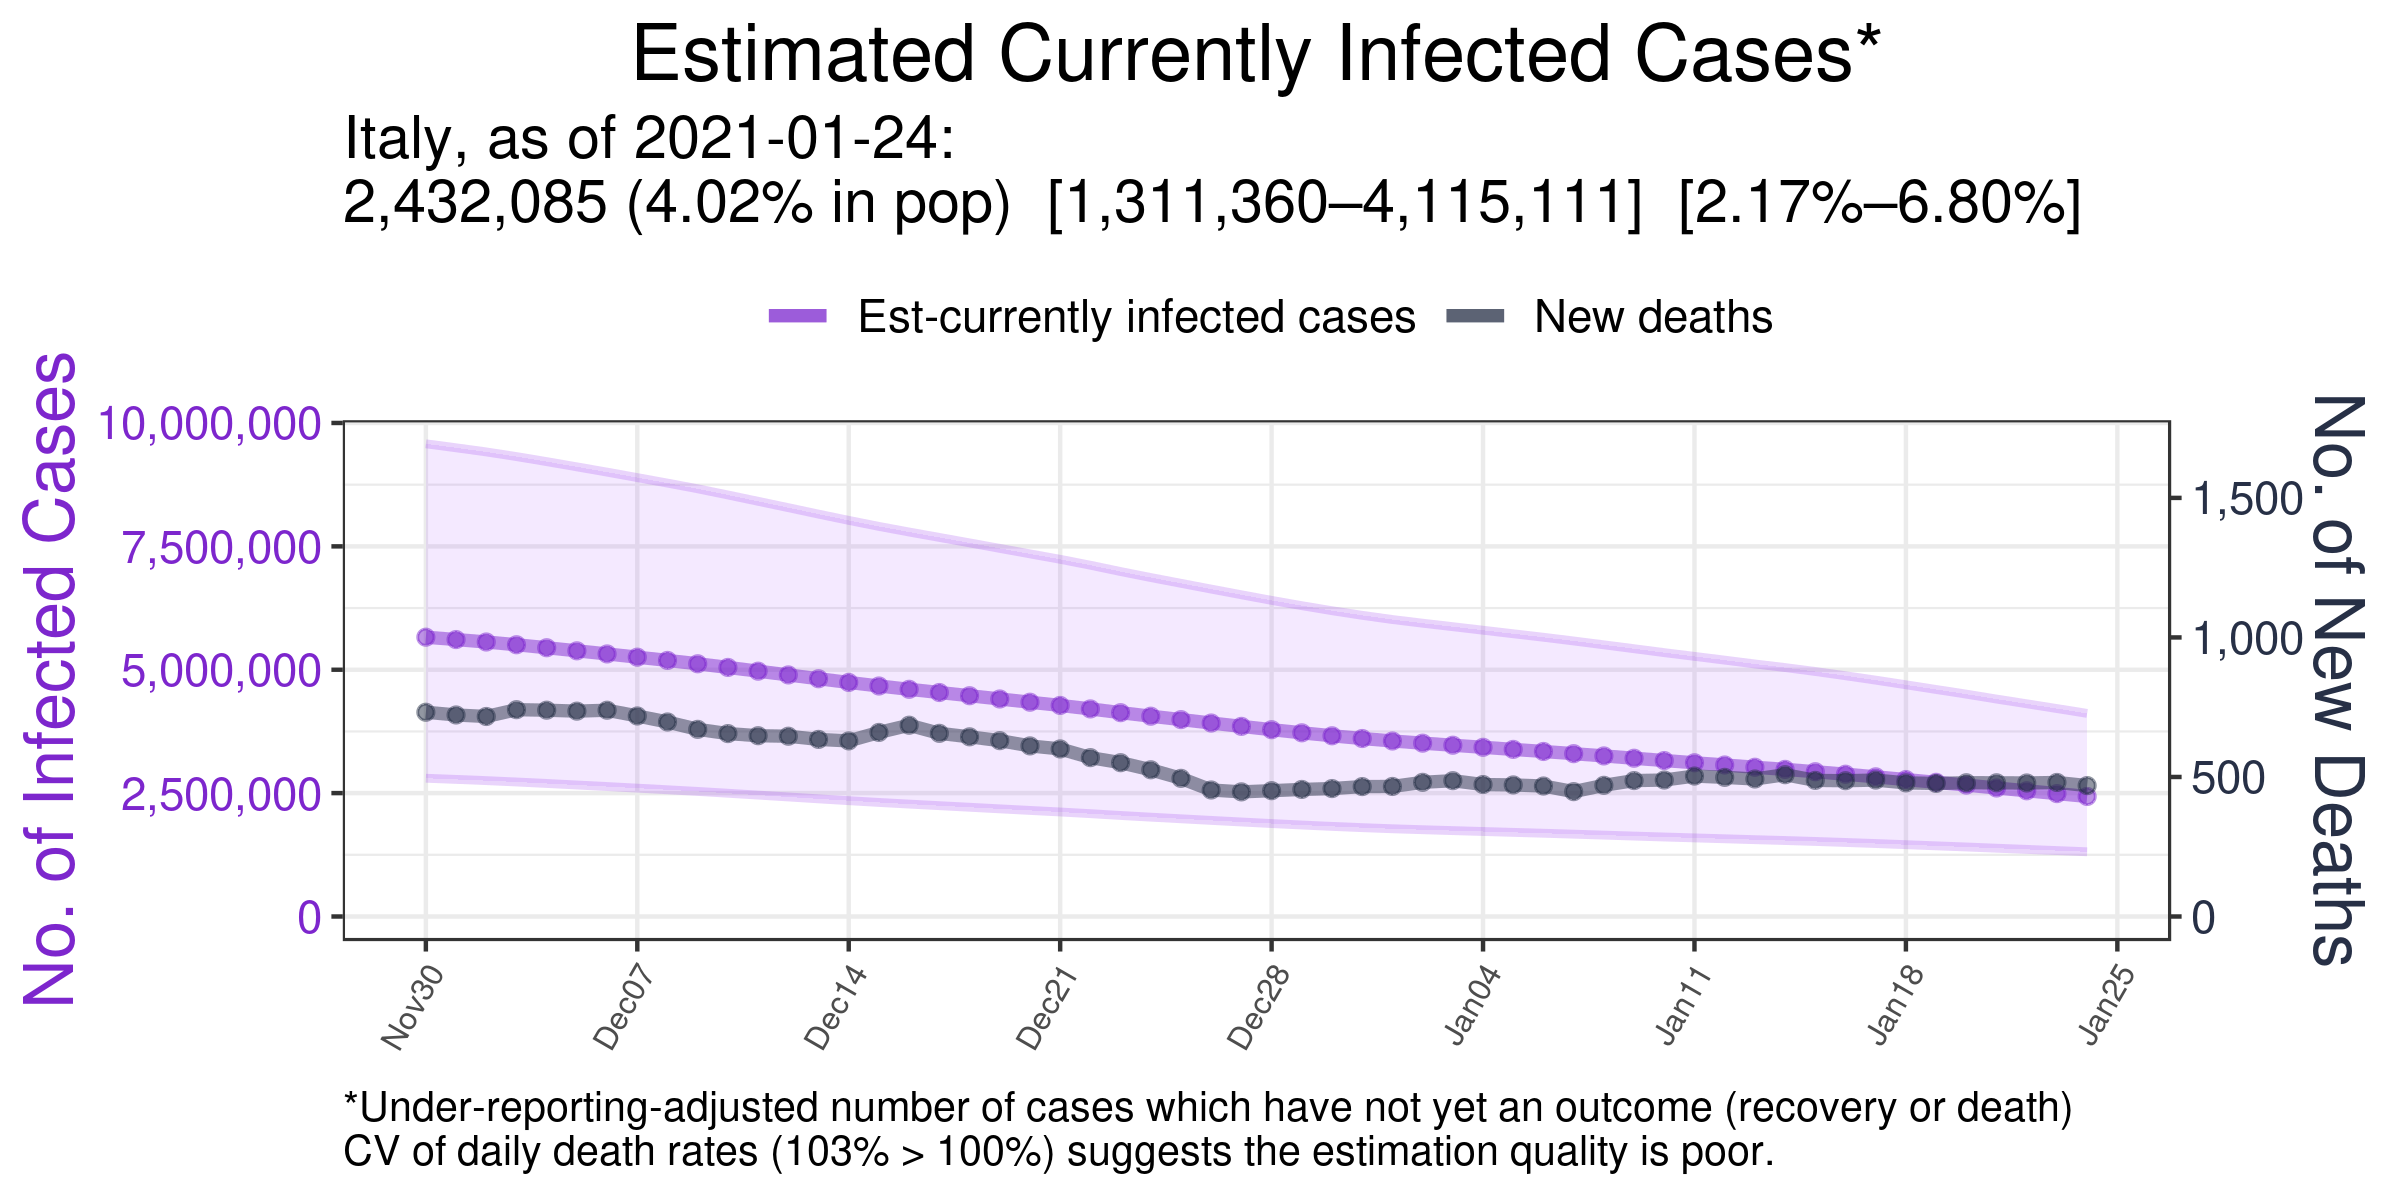 Estimated Currently Infected Cases*
Italy, as of 2021-01-24:
2,432,085 (4.02% in pop) [1,311,360–4,115,111] [2.17%–6.80%]
Est-currently infected cases
New deaths
No. of Infected Cases
10,000,000
7,500,000
5,000,000
2,500,000
0
1,500
1,000
500
0
No. of New Deaths
Nov30
Dec07
Dec14
Dec21
Dec28
Jan04
Jan11
Jan18
Jan25
*Under-reporting-adjusted number of cases which have not yet an outcome (recovery or death)
CV of daily death rates (103% > 100%) suggests the estimation quality is poor.